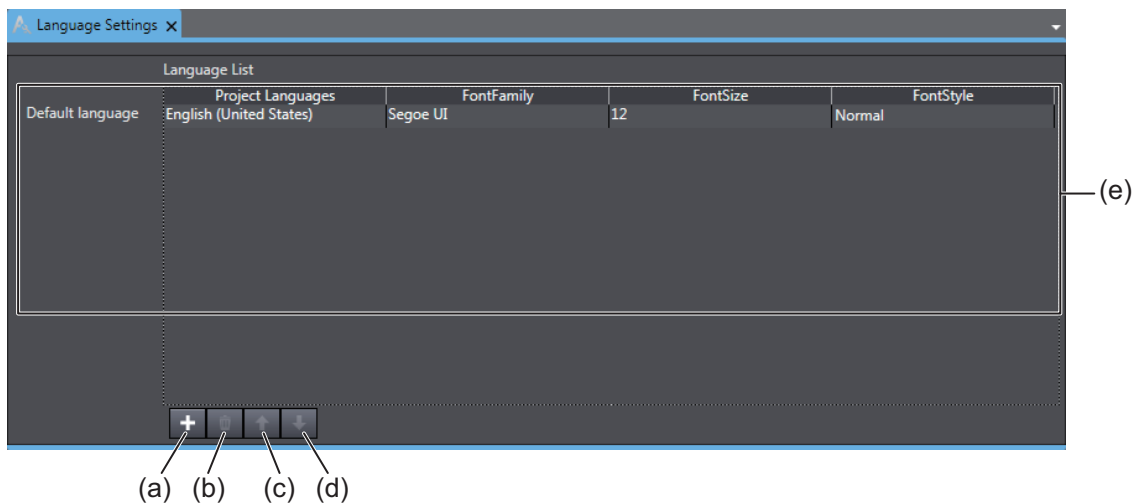 Language Settings
Language List
Project Languages FontFamily FontSize FontStyle
Default language English (United States) Segoe UI 12 Normal
(e)
(a) (b) (c) (d)